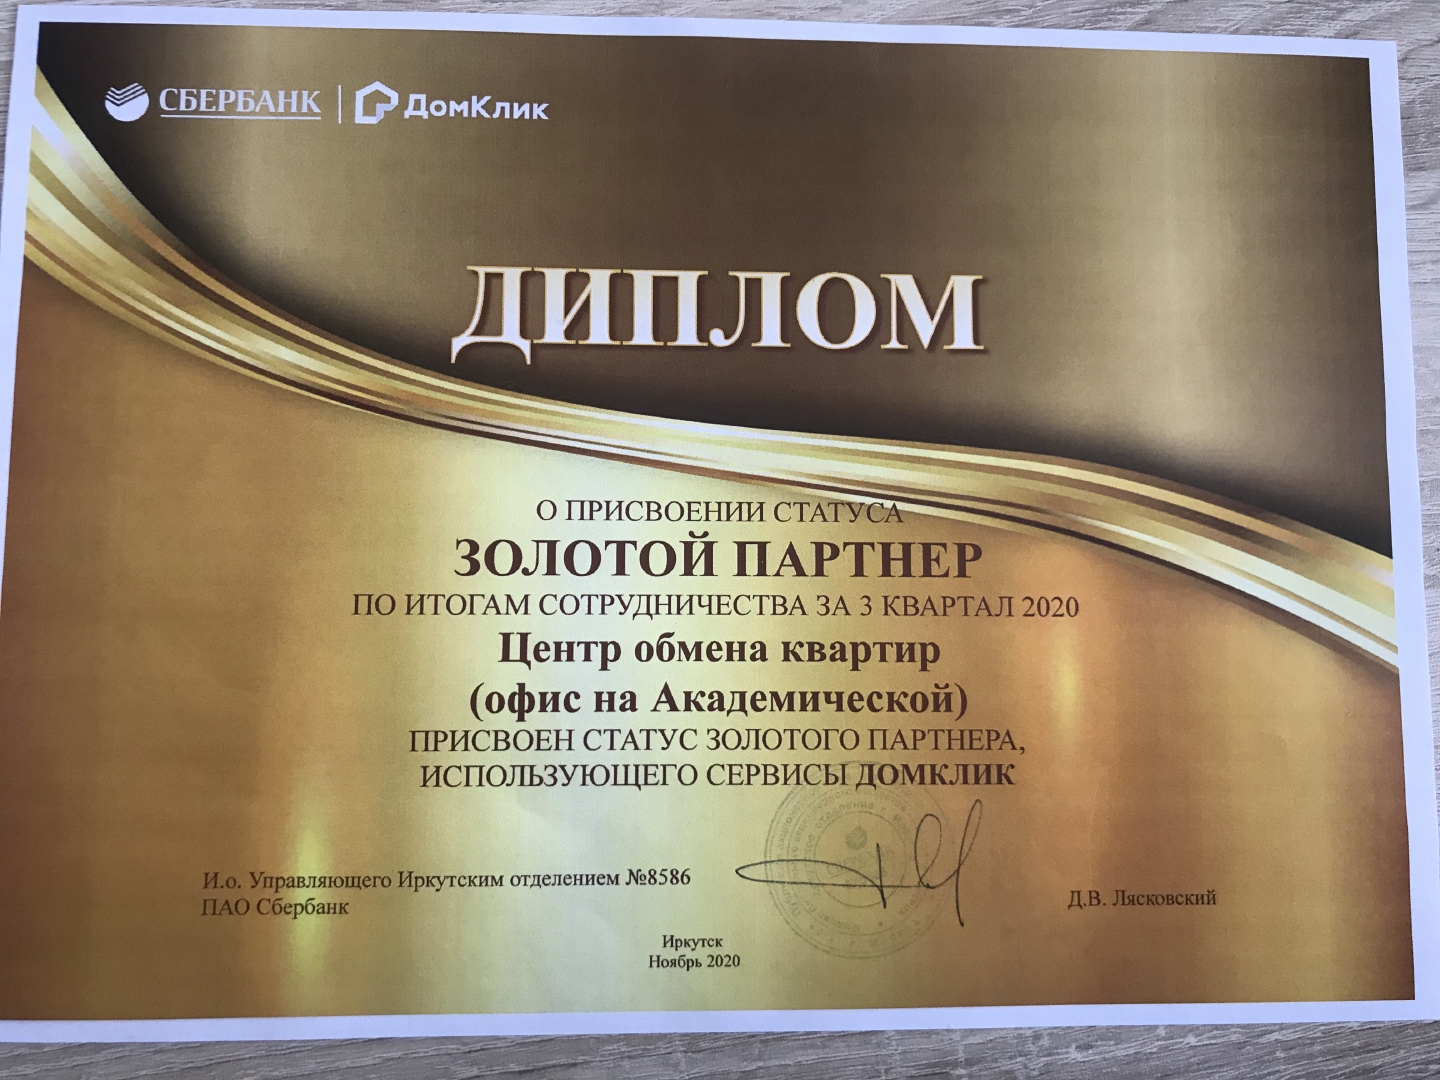 СБЕРБАНК ДомКлик
ДИПЛОМ
О ПРИСВОЕНИИ СТАТУСА
ЗОЛОТОЙ ПАРТНЕР
ПО ИТОГАМ СОТРУДНИЧЕСТВА ЗА 3 КВАРТАЛ 2020
Центр обмена квартир
(офис на Академической)
ПРИСВОЕН СТАТУС ЗОЛОТОГО ПАРТНЕРА,
ИСПОЛЬЗУЮЩЕГО СЕРВИСЫ ДОМКЛИК
И.о. Управляющего Иркутским отделением №8586
ПАО Сбербанк
Д.В. Лясковский
Иркутск
Ноябрь 2020